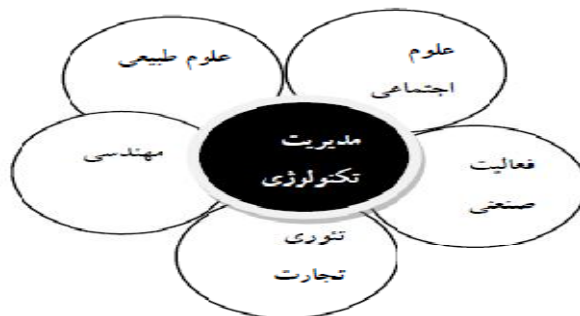 علوم
اجتماعی
علوم طبیعی
مدیریت
تکنولوژی
مهندسی
فعالیت
صنعتی
تئوری
تجارت